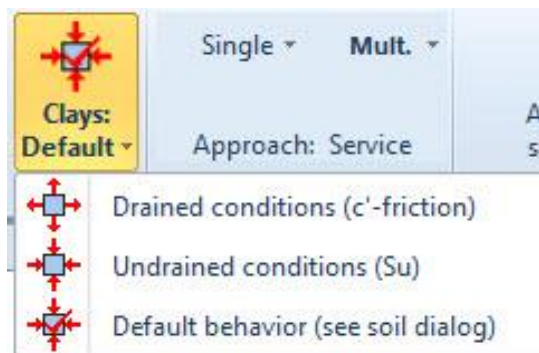 Single Mult.
Clays:
Default
Approach: Service
A
s
Drained conditions (c'-friction)
Undrained conditions (Su)
Default behavior (see soil dialog)